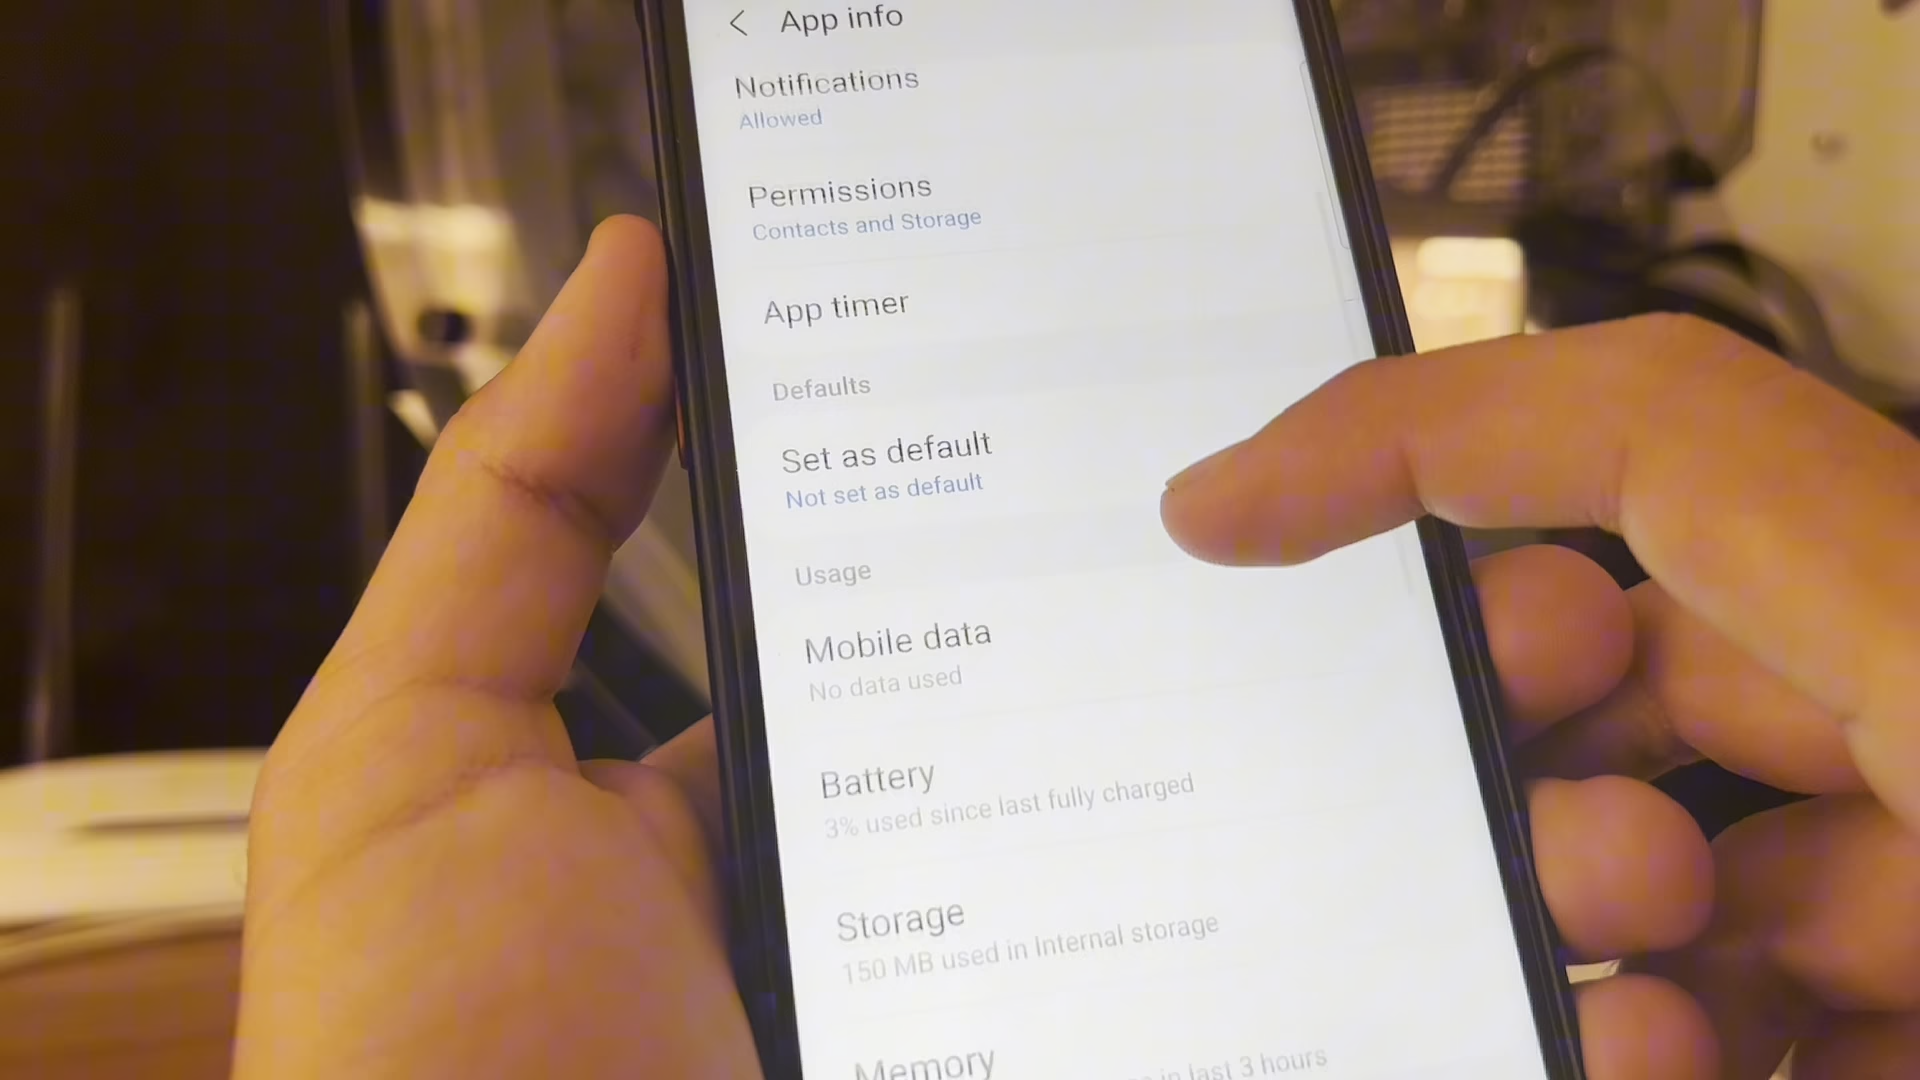 App info
Notifications
Allowed
Permissions
Contacts and Storage
App timer
Defaults
Set as default
Not set as default
Usage
Mobile data
No data used
Battery
3% used since last fully charged
Storage
150 MB used in Internal storage
Memory
in last 3 hours